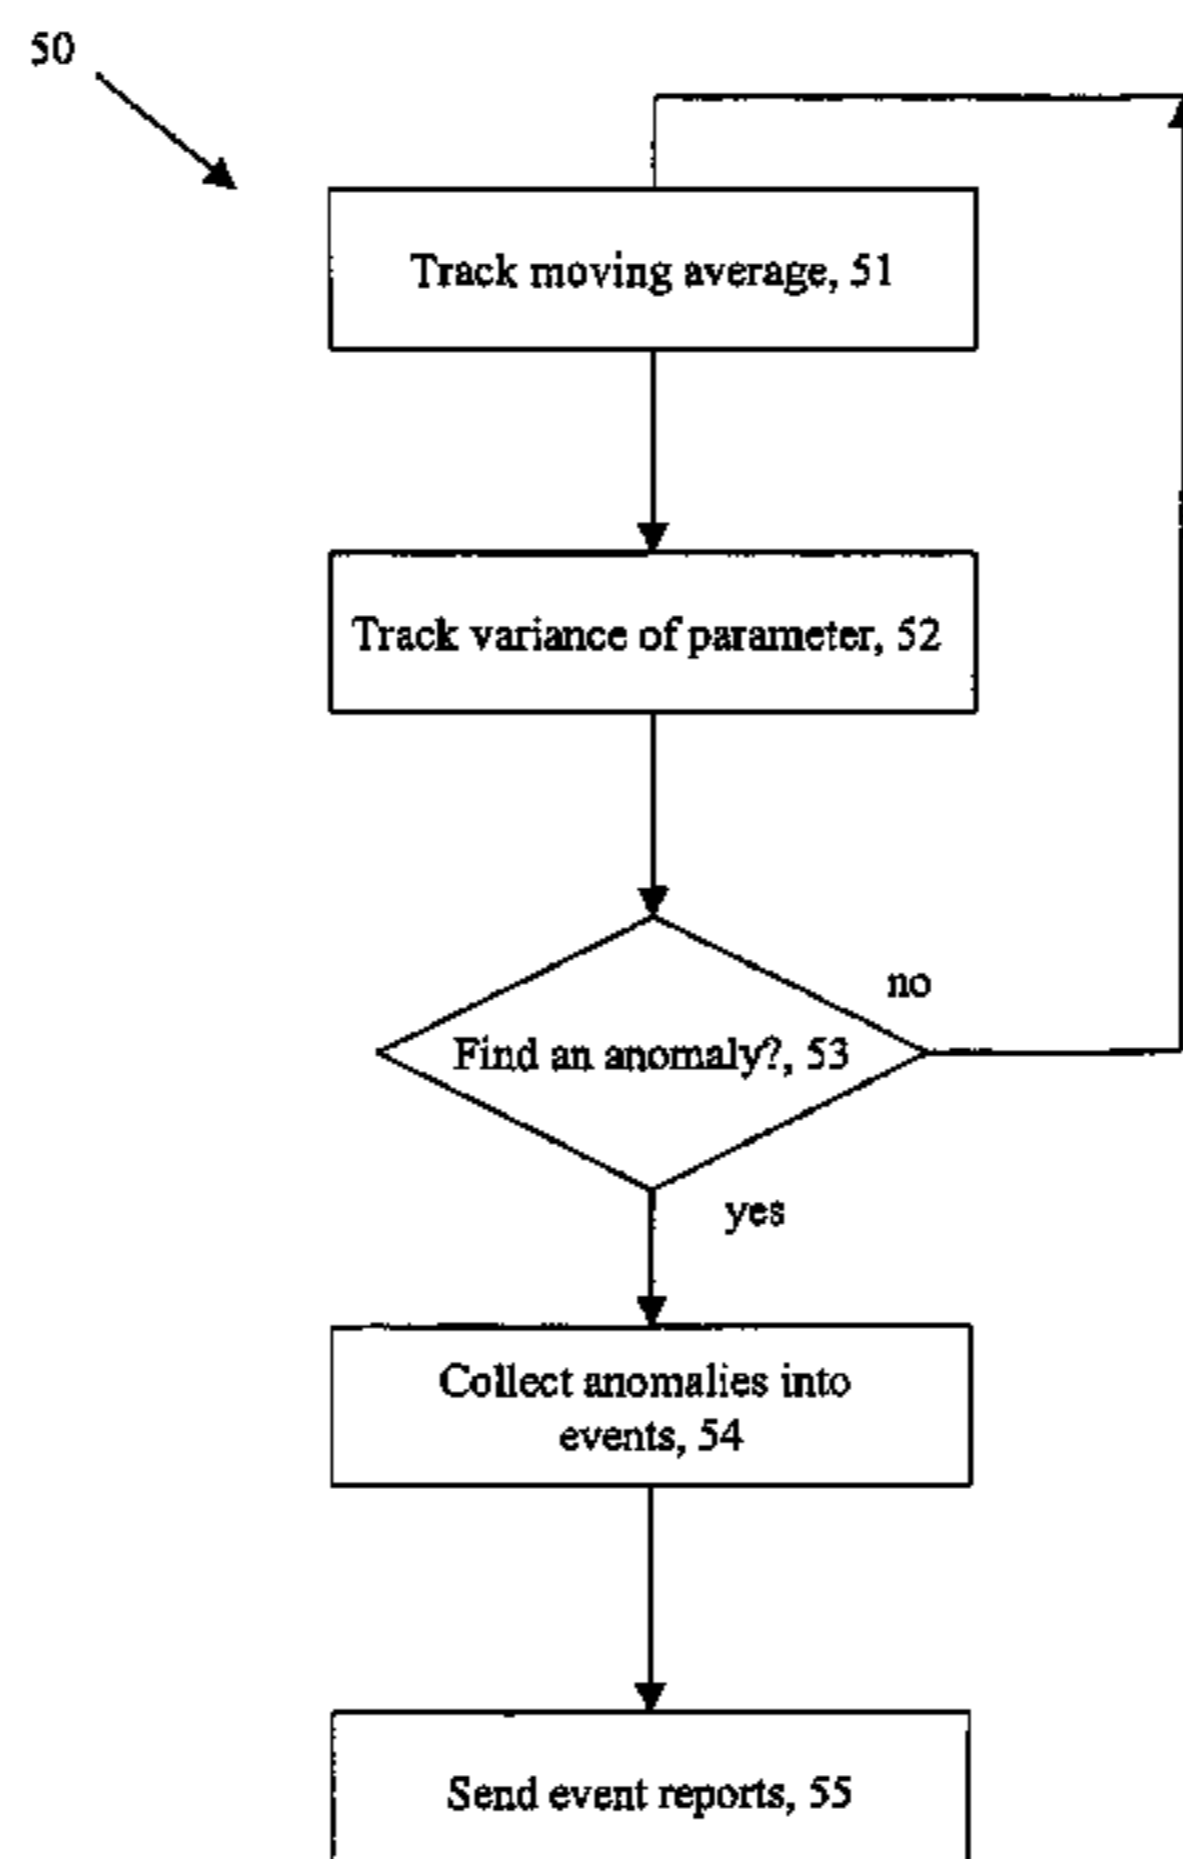 50
Track moving average, 51
Track variance of parameter, 52
no
Find an anomaly?, 53
yes
Collect anomalies into
events, 54
Send event reports, 55